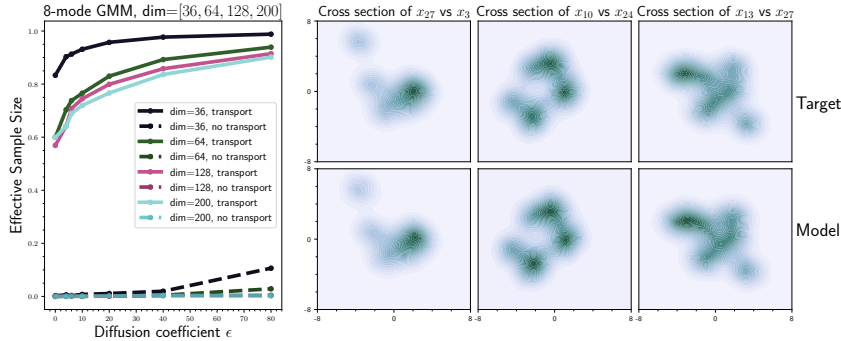 8-mode GMM, dim=[36, 64, 128, 200]
Effective Sample Size
1.0
0.8
0.6
0.4
0.2
0.0
0 10 20 30 40 50 60 70 80
Diffusion coefficient ϵ
dim=36, transport
dim=36, no transport
dim=64, transport
dim=64, no transport
dim=128, transport
dim=128, no transport
dim=200, transport
dim=200, no transport
Cross section of x₂₇ vs x₃
Cross section of x₁₀ vs x₂₄
Cross section of x₁₃ vs x₂₇
8
0
-8
Target
8
0
-8
Model
-8 0 8
-8 0 8
-8 0 8